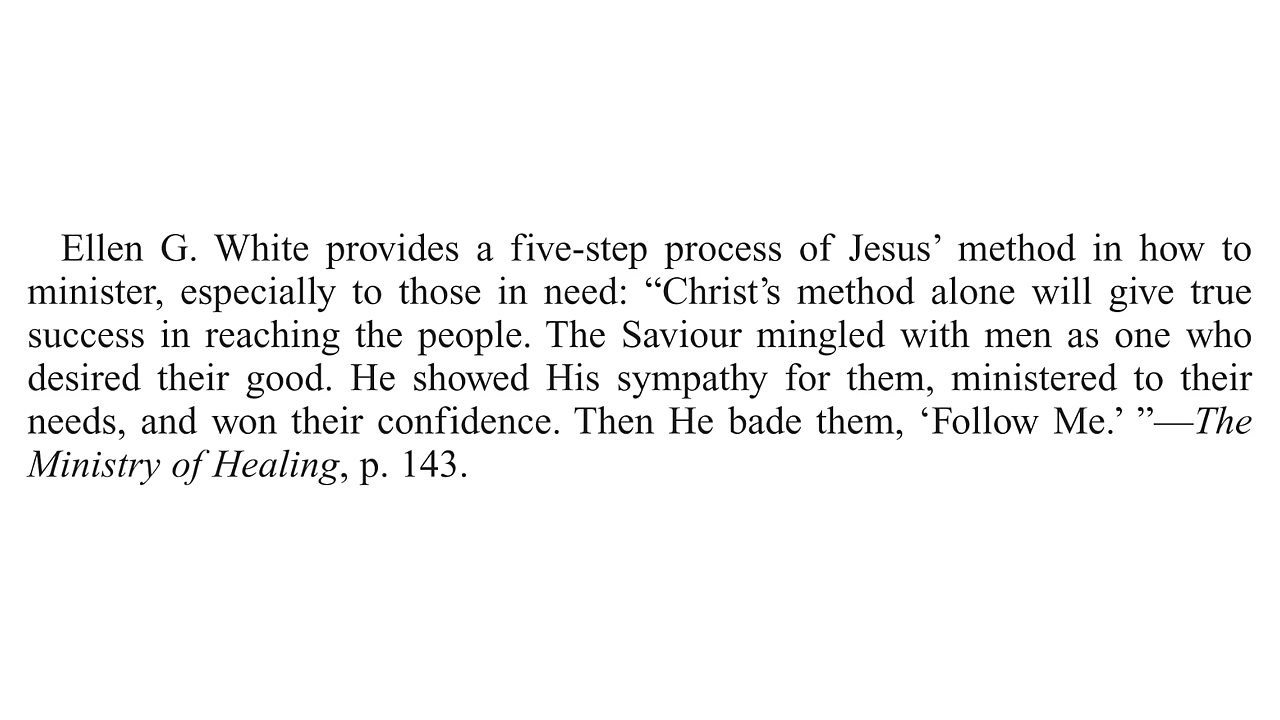 Ellen G. White provides a five-step process of Jesus’ method in how to
minister, especially to those in need: “Christ’s method alone will give true
success in reaching the people. The Saviour mingled with men as one who
desired their good. He showed His sympathy for them, ministered to their
needs, and won their confidence. Then He bade them, ‘Follow Me.’ ”—The
Ministry of Healing, p. 143.